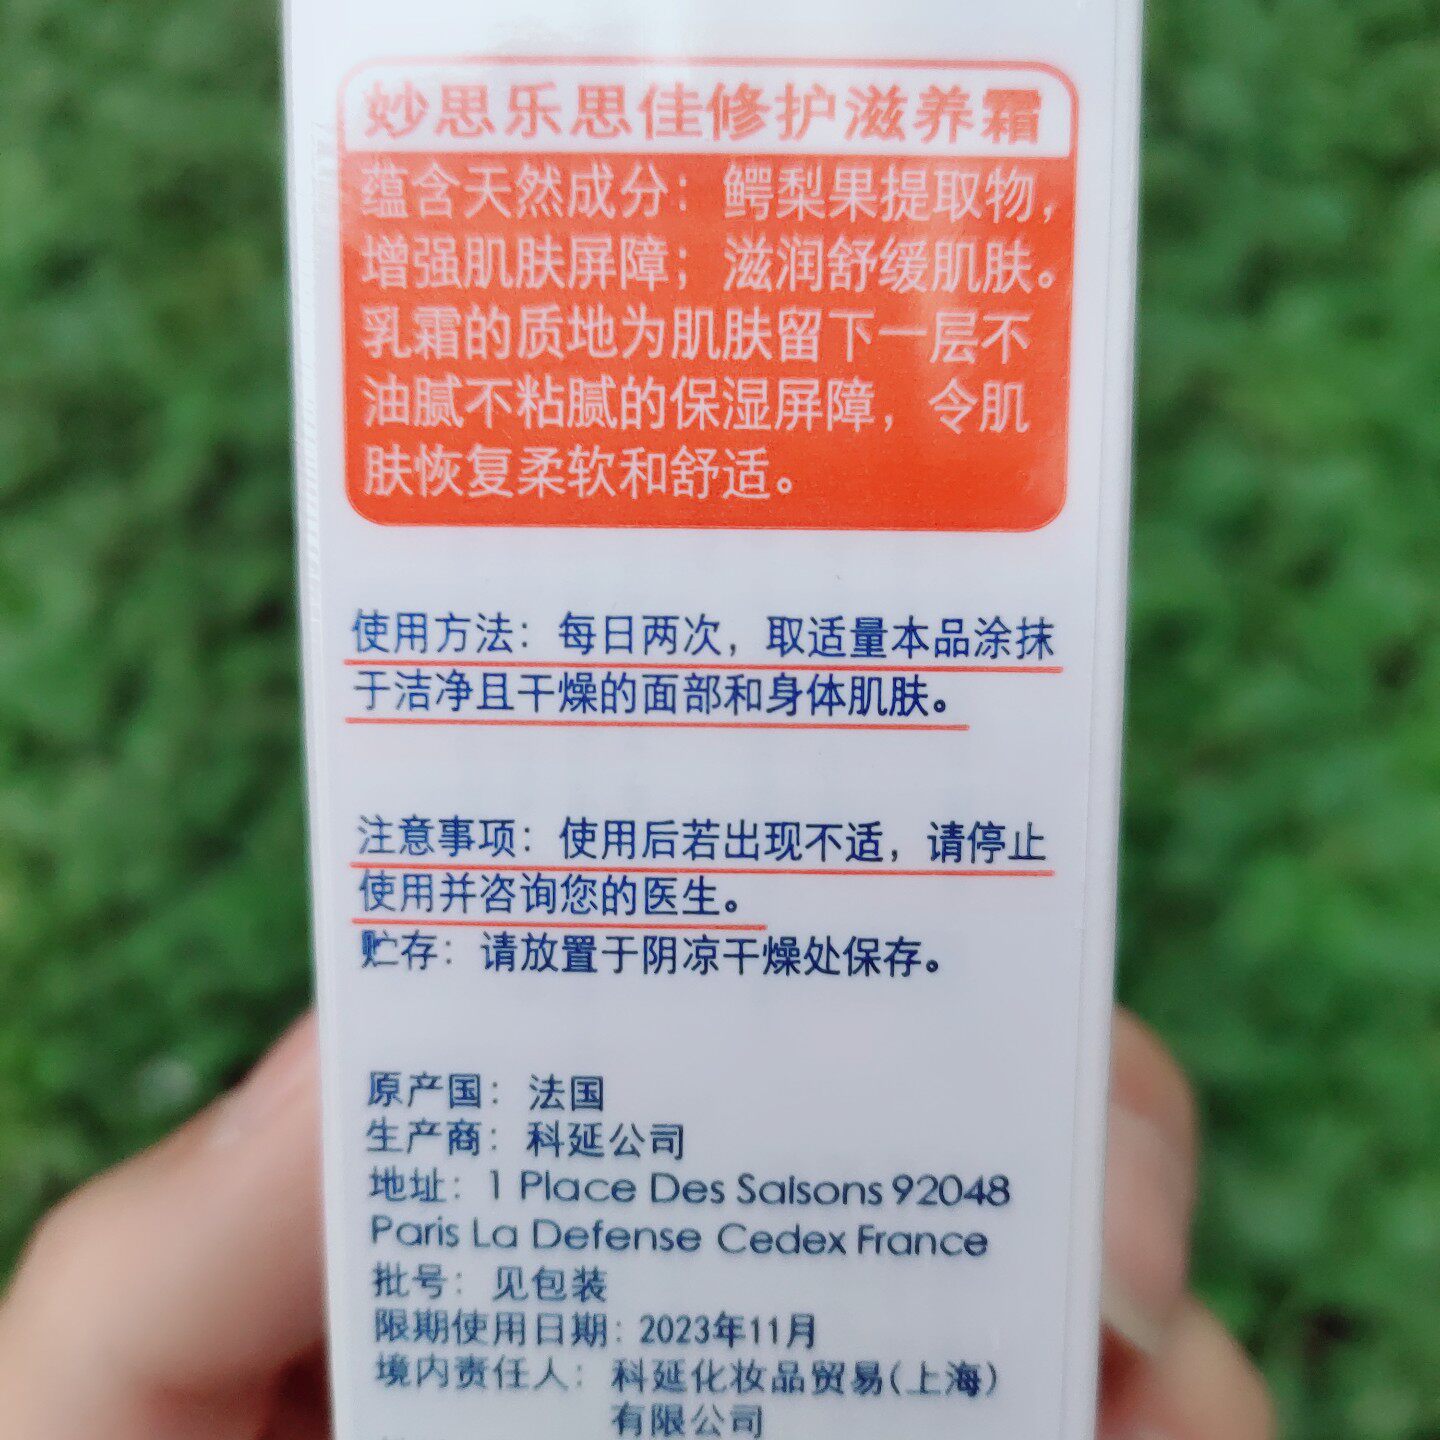 妙思乐思佳修护滋养霜
蕴含天然成分：鳄梨果提取物，
增强肌肤屏障；滋润舒缓肌肤。
乳霜的质地为肌肤留下一层不
油腻不粘腻的保湿屏障，令肌
肤恢复柔软和舒适。
使用方法：每日两次，取适量本品涂抹
于洁净且干燥的面部和身体肌肤。
注意事项：使用后若出现不适，请停止
使用并咨询您的医生。
贮存：请放置于阴凉干燥处保存。
原产国：法国
生产商：科延公司
地址：1 Place Des Saisons 92048
Paris La Defense Cedex France
批号：见包装
限期使用日期：2023年11月
境内责任人：科延化妆品贸易(上海)
有限公司